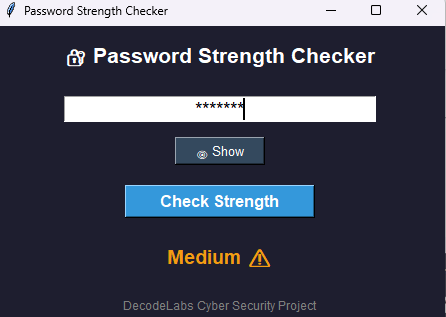 Password Strength Checker
🔐 Password Strength Checker
*******
Show
Check Strength
Medium ⚠
DecodeLabs Cyber Security Project